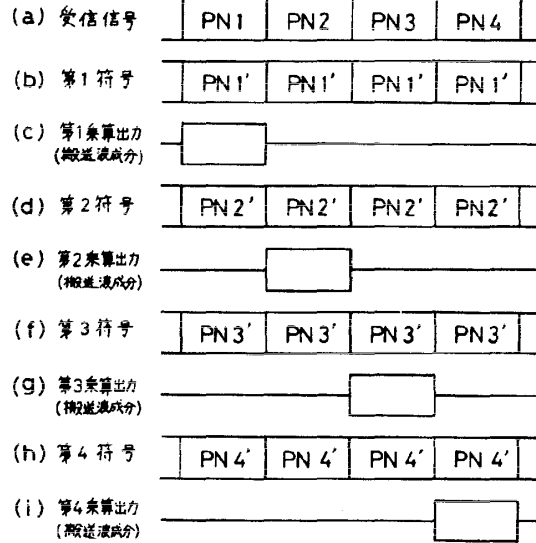 (a) 受信信号 PN1 PN2 PN3 PN4
(b) 第1符号 PN1' PN1' PN1' PN1'
(c) 第1乗算出力
(搬送波成分)
(d) 第2符号 PN2' PN2' PN2' PN2'
(e) 第2乗算出力
(搬送波成分)
(f) 第3符号 PN3' PN3' PN3' PN3'
(g) 第3乗算出力
(搬送波成分)
(h) 第4符号 PN4' PN4' PN4' PN4'
(i) 第4乗算出力
(搬送波成分)